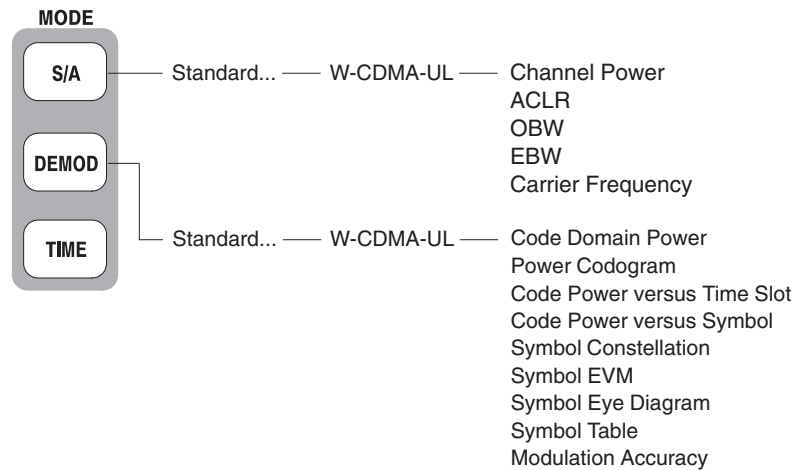 MODE
S/A
Standard...
W-CDMA-UL
Channel Power
ACLR
OBW
EBW
Carrier Frequency
DEMOD
TIME
Standard...
W-CDMA-UL
Code Domain Power
Power Codogram
Code Power versus Time Slot
Code Power versus Symbol
Symbol Constellation
Symbol EVM
Symbol Eye Diagram
Symbol Table
Modulation Accuracy